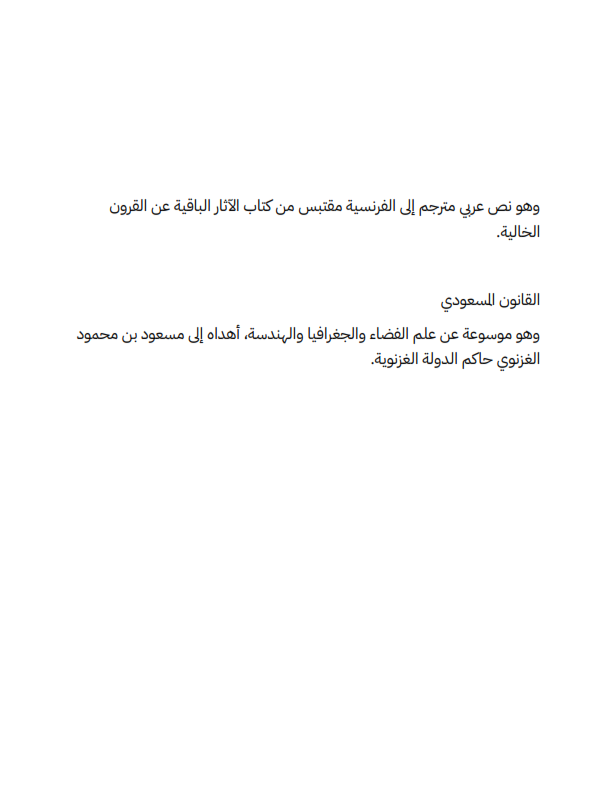 وهو نص عربي مترجم إلى الفرنسية مقتبس من كتاب الآثار الباقية عن القرون
الخالية.
القانون المسعودي
وهو موسوعة عن علم الفضاء والجغرافيا والهندسة، أهداه إلى مسعود بن محمود
الغزنوي حاكم الدولة الغزنوية.